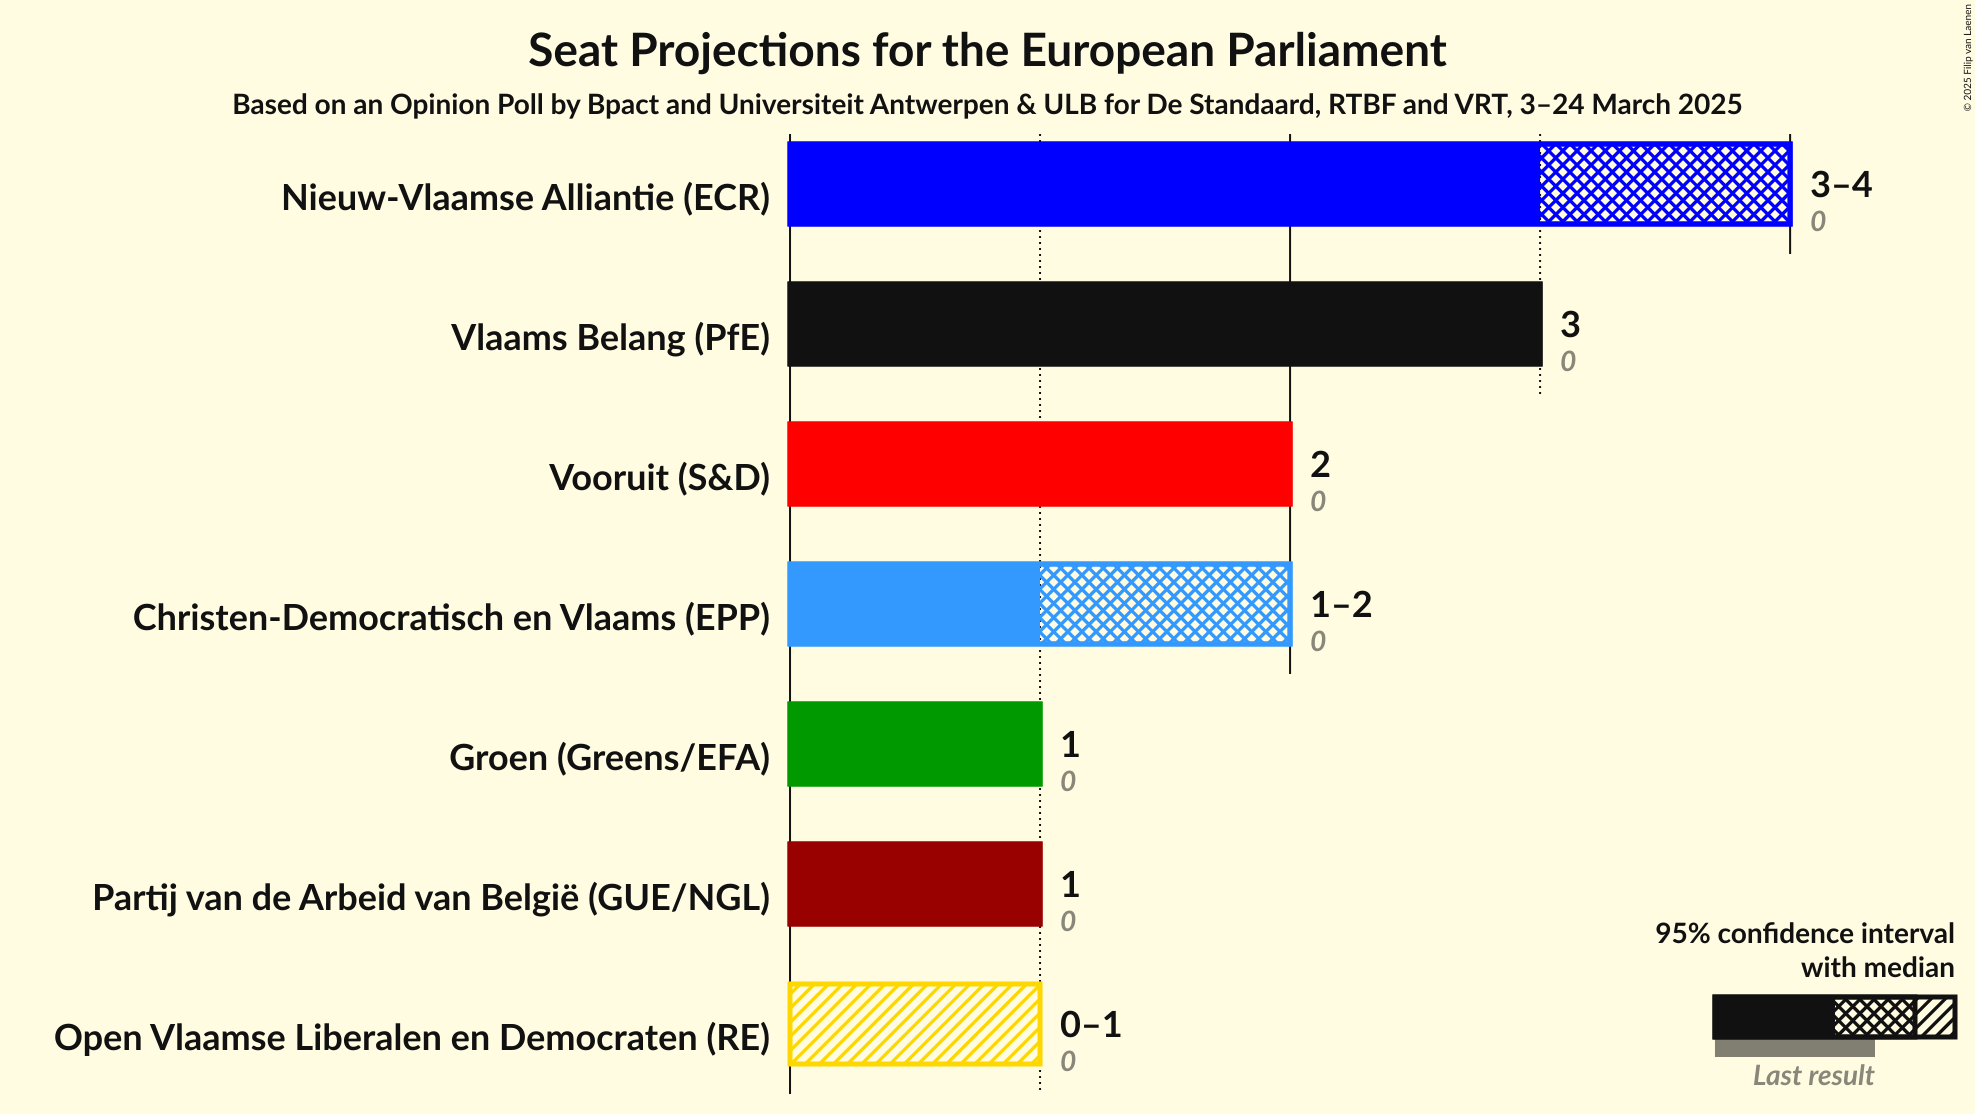 Seat Projections for the European Parliament
Based on an Opinion Poll by Bpact and Universiteit Antwerpen & ULB for De Standaard, RTBF and VRT, 3–24 March 2025
© 2025 Filip van Laenen
Nieuw-Vlaamse Alliantie (ECR)
3–4
0
Vlaams Belang (PfE)
3
0
Vooruit (S&D)
2
0
Christen-Democratisch en Vlaams (EPP)
1–2
0
Groen (Greens/EFA)
1
0
Partij van de Arbeid van België (GUE/NGL)
1
0
Open Vlaamse Liberalen en Democraten (RE)
0–1
0
95% confidence interval
with median
Last result